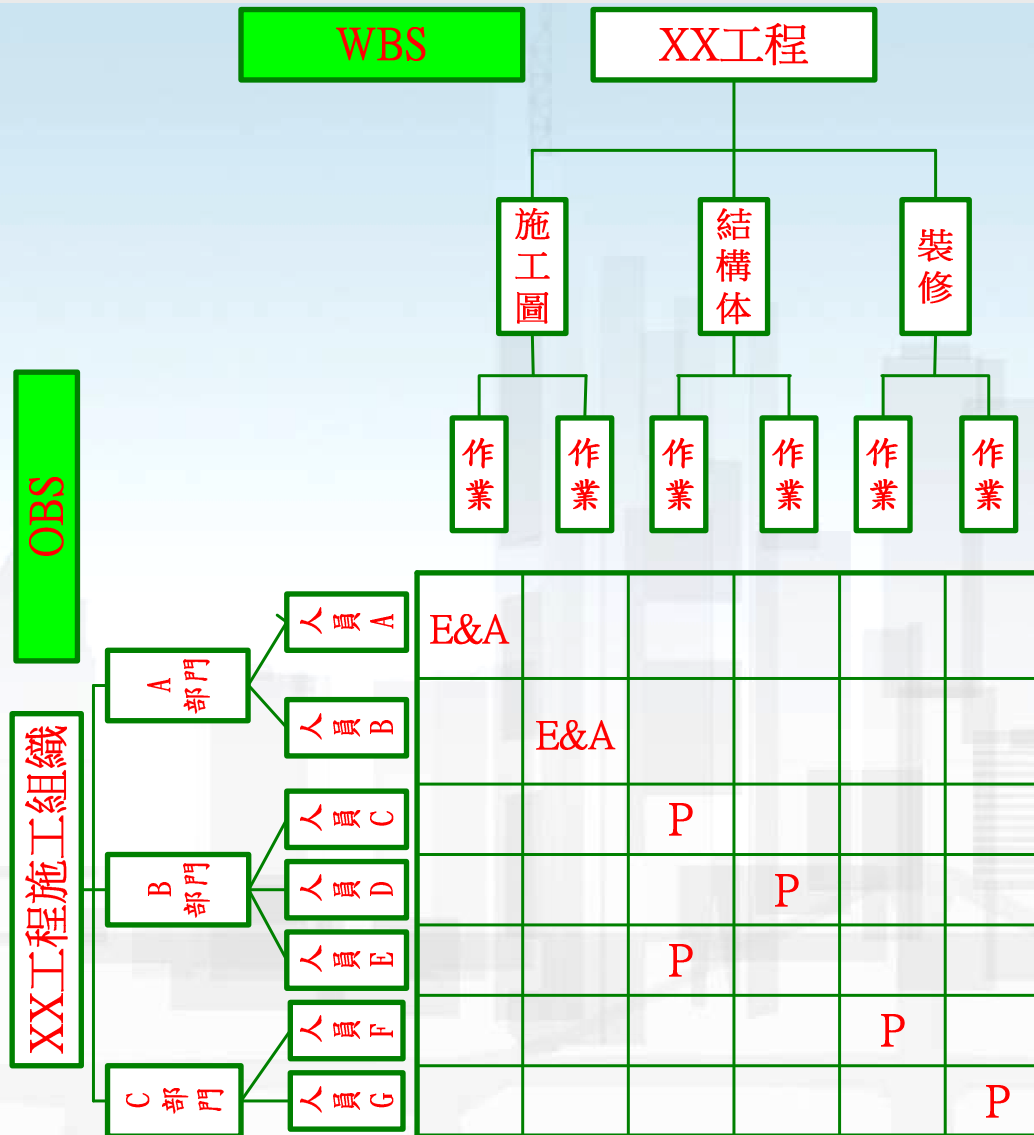 WBS
XX工程
施工圖
結構体
裝修
作業
作業
作業
作業
作業
作業
OBS
XX工程施工組織
A部門
B部門
C部門
人員A
人員B
人員C
人員D
人員E
人員F
人員G
E&A
E&A
P
P
P
P
P